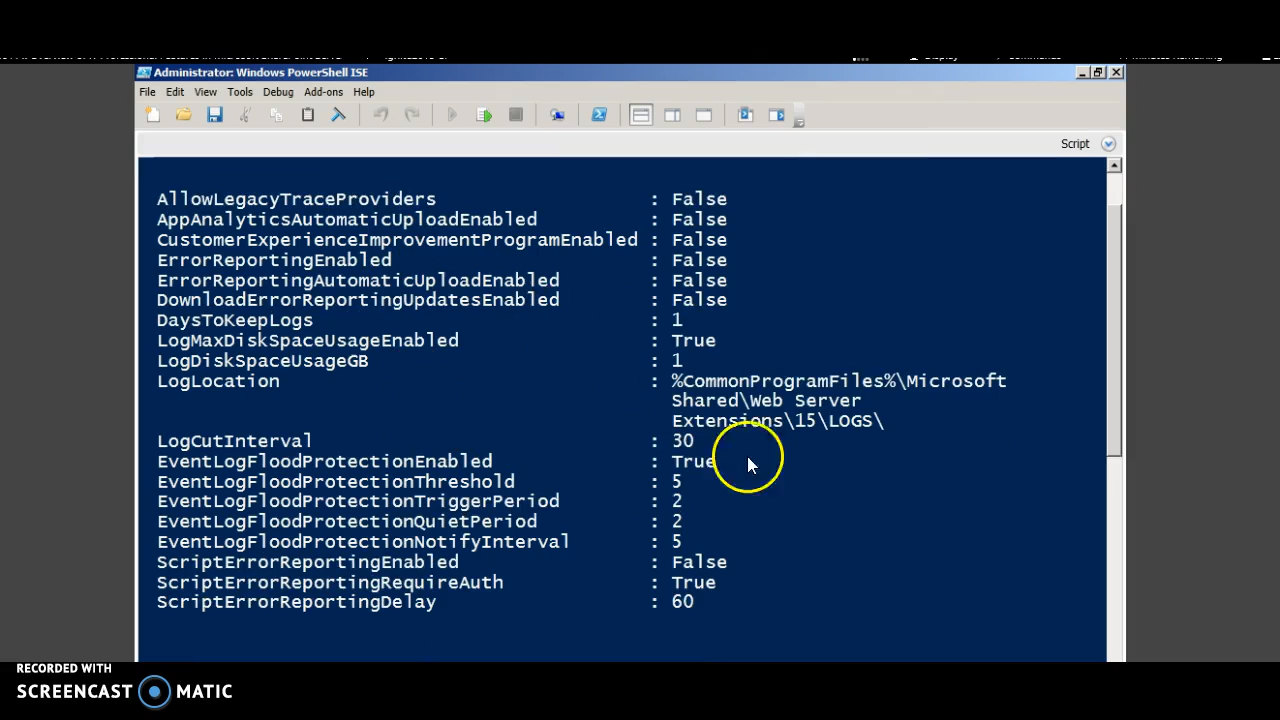 Administrator: Windows PowerShell ISE
File Edit View Tools Debug Add-ons Help
Script
AllowLegacyTraceProviders : False
AppAnalyticsAutomaticUploadEnabled : False
CustomerExperienceImprovementProgramEnabled : False
ErrorReportingEnabled : False
ErrorReportingAutomaticUploadEnabled : False
DownloadErrorReportingUpdatesEnabled : False
DaysToKeepLogs : 1
LogMaxDiskSpaceUsageEnabled : True
LogDiskSpaceUsageGB : 1
LogLocation : %CommonProgramFiles%\Microsoft
Shared\Web Server
Extensions\15\LOGS\
LogCutInterval : 30
EventLogFloodProtectionEnabled : True
EventLogFloodProtectionThreshold : 5
EventLogFloodProtectionTriggerPeriod : 2
EventLogFloodProtectionQuietPeriod : 2
EventLogFloodProtectionNotifyInterval : 5
ScriptErrorReportingEnabled : False
ScriptErrorReportingRequireAuth : True
ScriptErrorReportingDelay : 60
RECORDED WITH
SCREENCAST MATIC